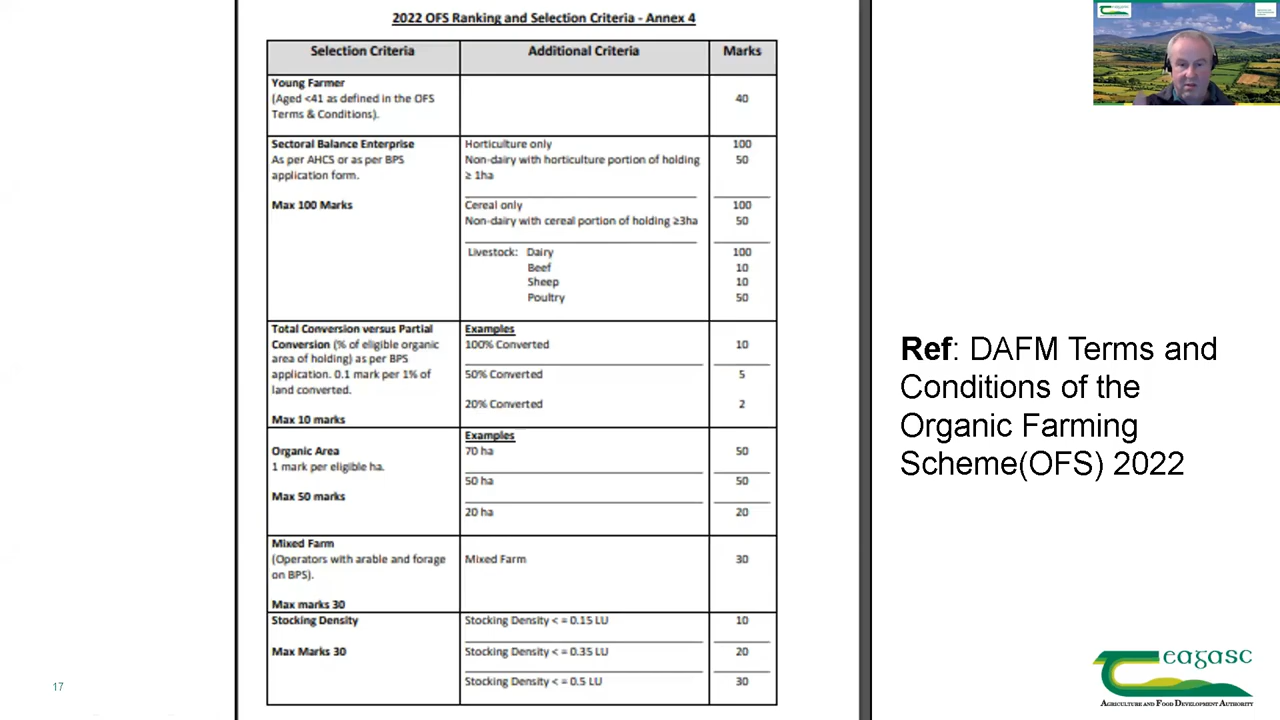 2022 OFS Ranking and Selection Criteria - Annex 4
Selection Criteria Additional Criteria Marks
Young Farmer
(Aged <41 as defined in the OFS 40
Terms & Conditions).
Sectoral Balance Enterprise Horticulture only 100
As per AHCS or as per BPS Non-dairy with horticulture portion of holding 50
application form. ≥ 1ha
Max 100 Marks Cereal only 100
Non-dairy with cereal portion of holding ≥3ha 50
Livestock: Dairy 100
Beef 10
Sheep 10
Poultry 50
Total Conversion versus Partial Examples
Conversion (% of eligible organic 100% Converted 10
area of holding) as per BPS
application. 0.1 mark per 1% of 50% Converted 5
land converted.
20% Converted 2
Max 10 marks
Examples
Organic Area 70 ha 50
1 mark per eligible ha.
50 ha 50
Max 50 marks
20 ha 20
Mixed Farm
(Operators with arable and forage Mixed Farm 30
on BPS).
Max marks 30
Stocking Density Stocking Density < = 0.15 LU 10
Max Marks 30 Stocking Density < = 0.35 LU 20
Stocking Density < = 0.5 LU 30
Ref: DAFM Terms and
Conditions of the
Organic Farming
Scheme(OFS) 2022
17
eagasc
AGRICULTURE AND FOOD DEVELOPMENT AUTHORITY